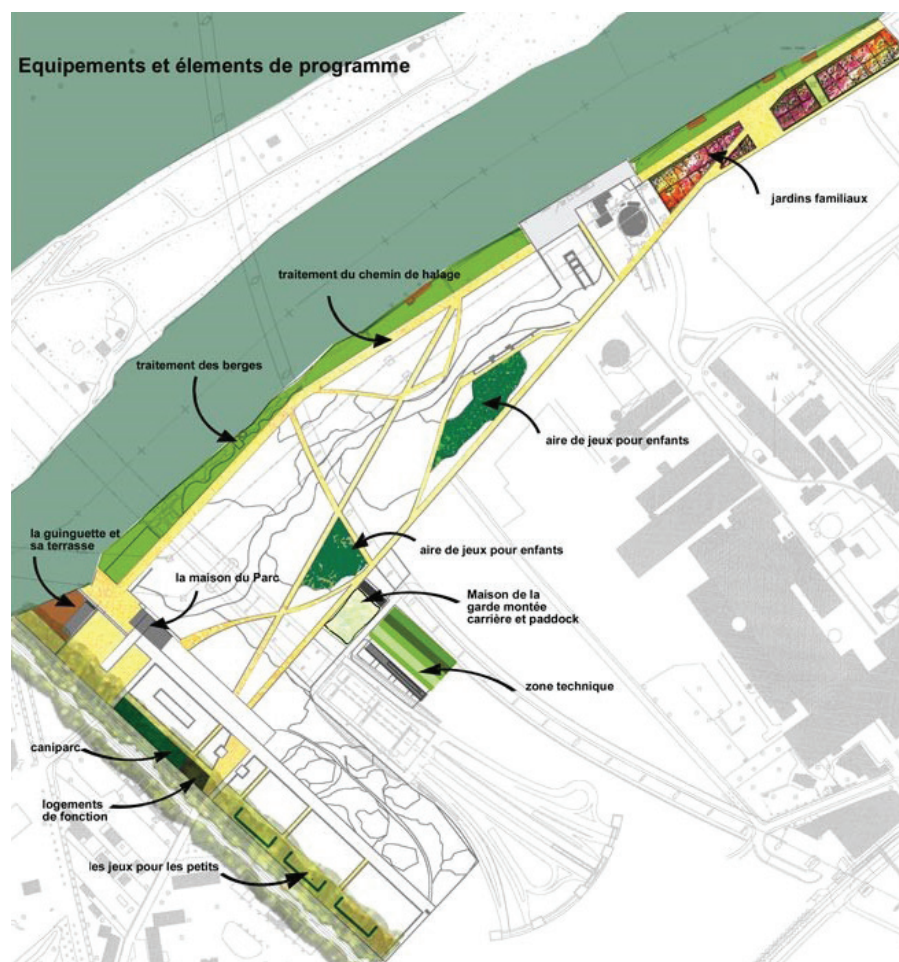 Equipements et élements de programme
jardins familiaux
traitement du chemin de halage
traitement des berges
aire de jeux pour enfants
la guinguette et
sa terrasse
aire de jeux pour enfants
la maison du Parc
Maison de la
garde montée
carrière et paddock
zone technique
caniparc
logements
de fonction
les jeux pour les petits